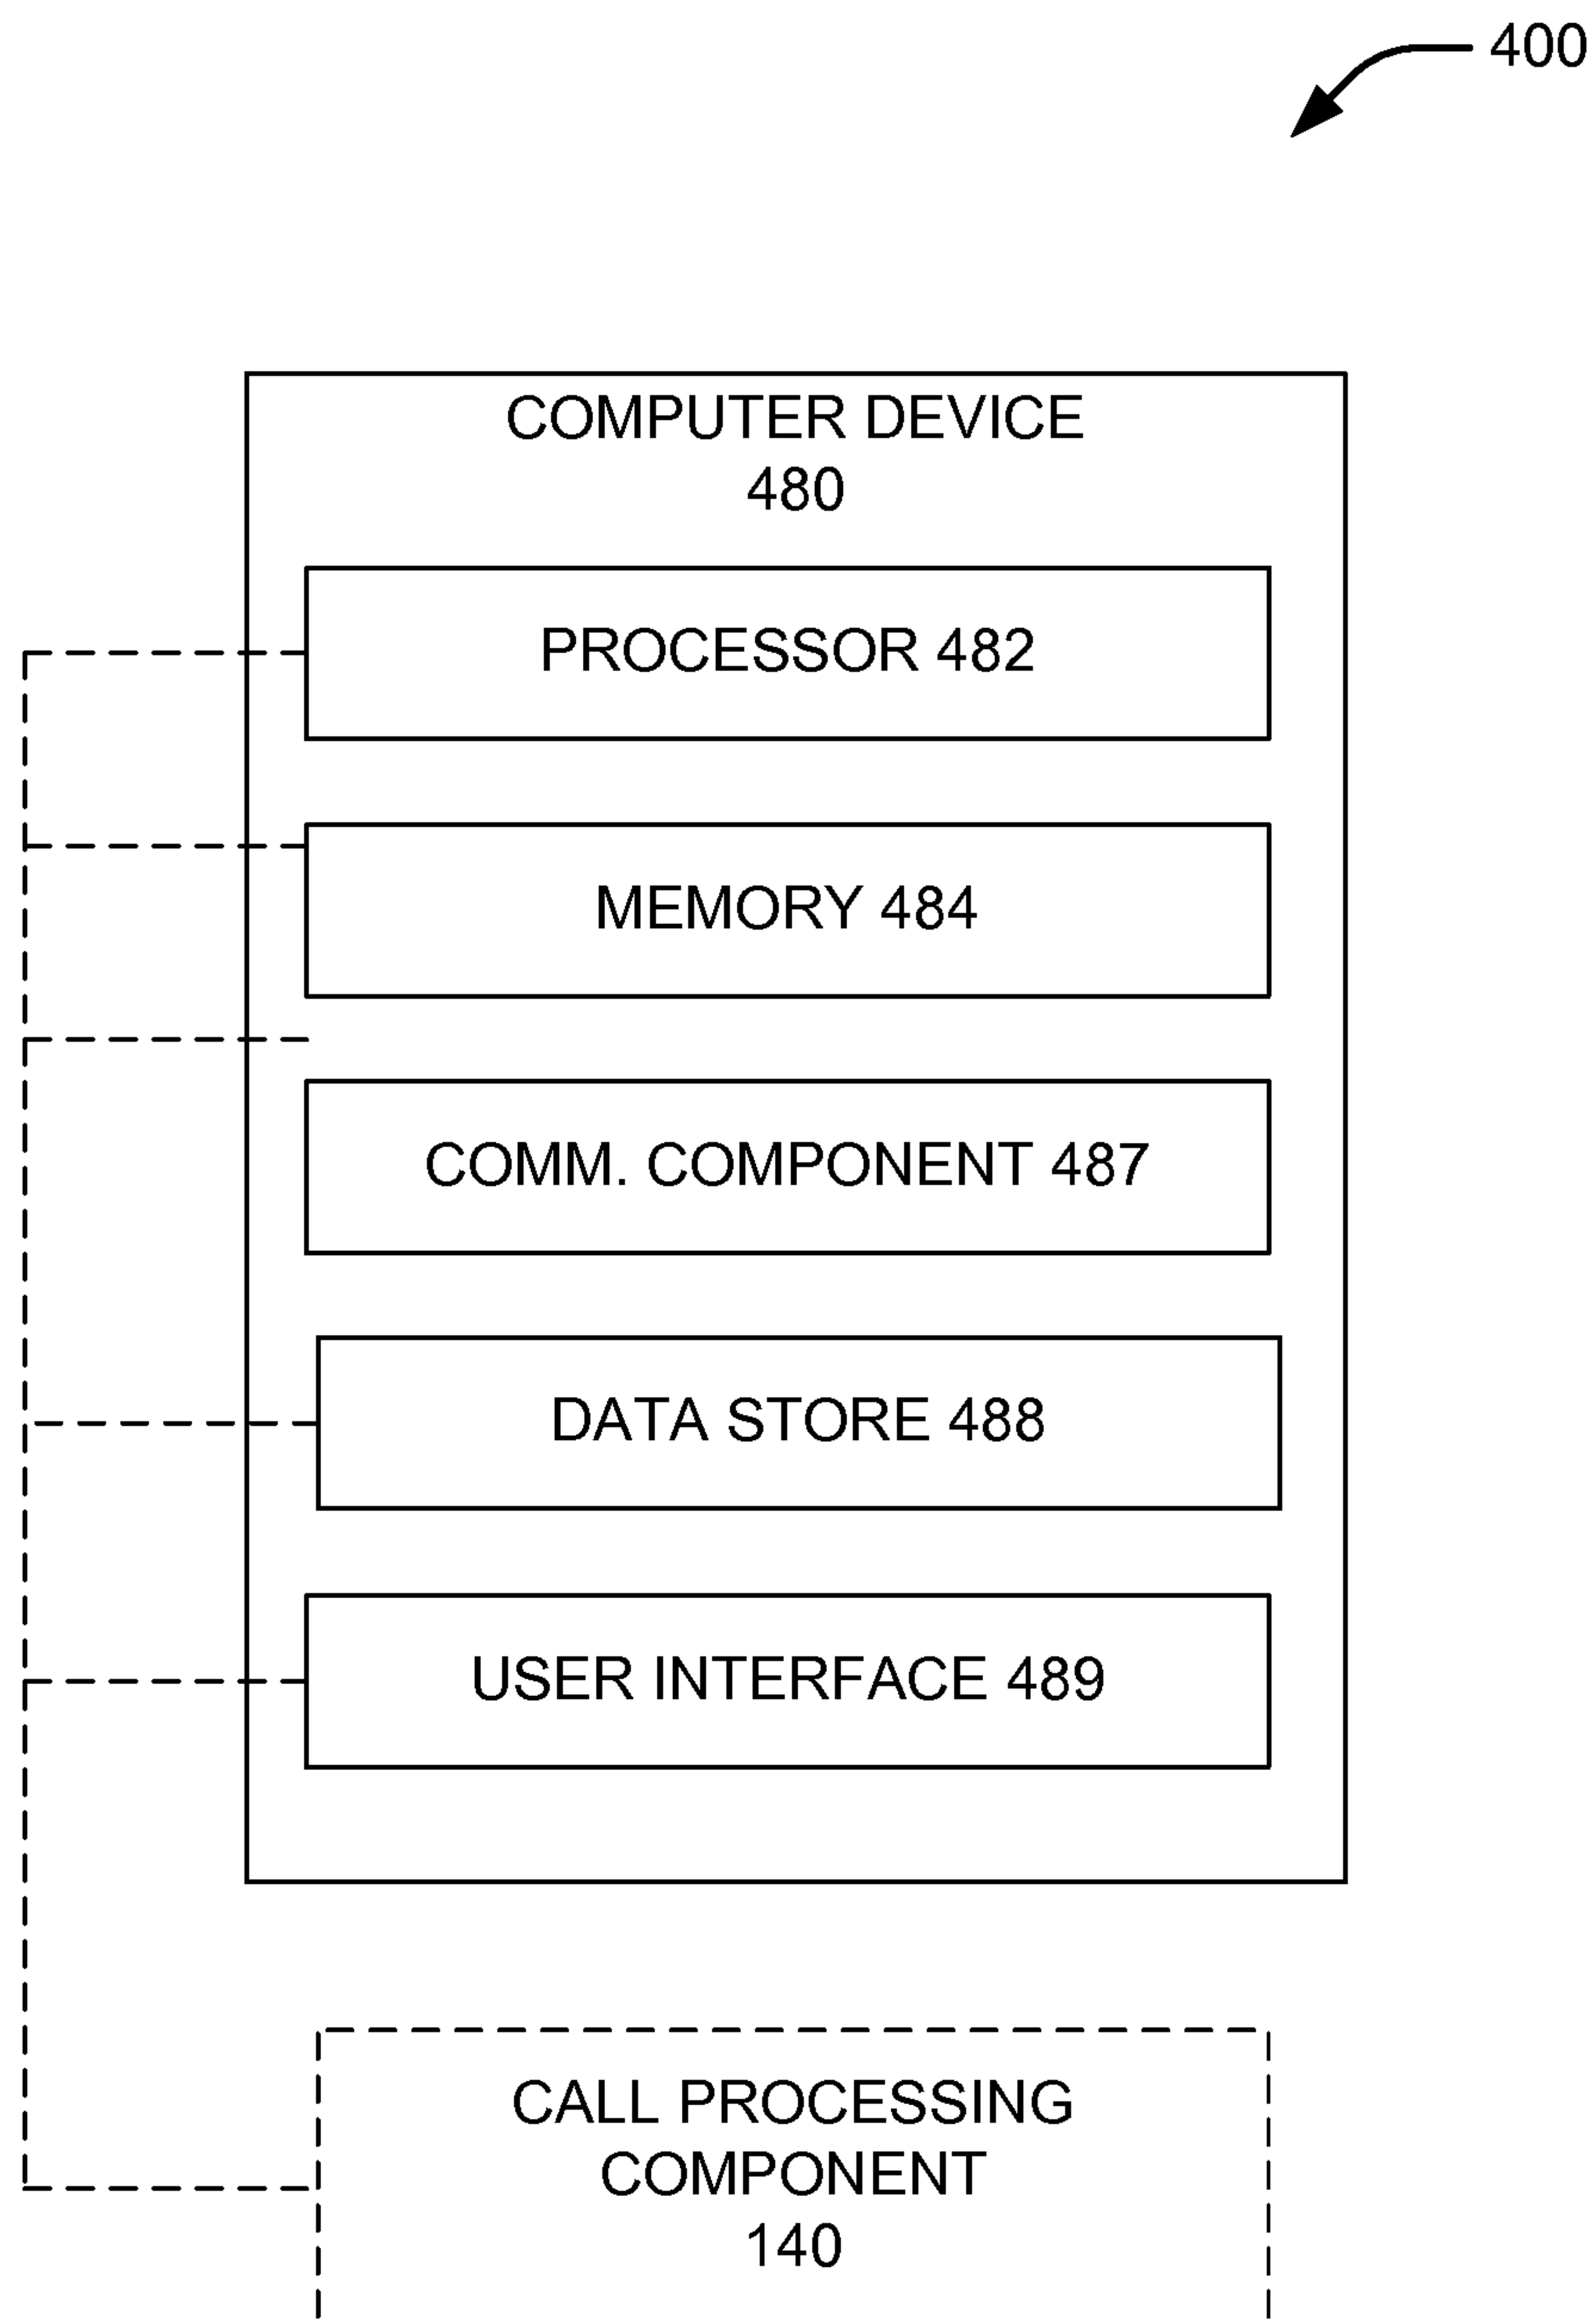 400
COMPUTER DEVICE
480
PROCESSOR 482
MEMORY 484
COMM. COMPONENT 487
DATA STORE 488
USER INTERFACE 489
CALL PROCESSING
COMPONENT
140